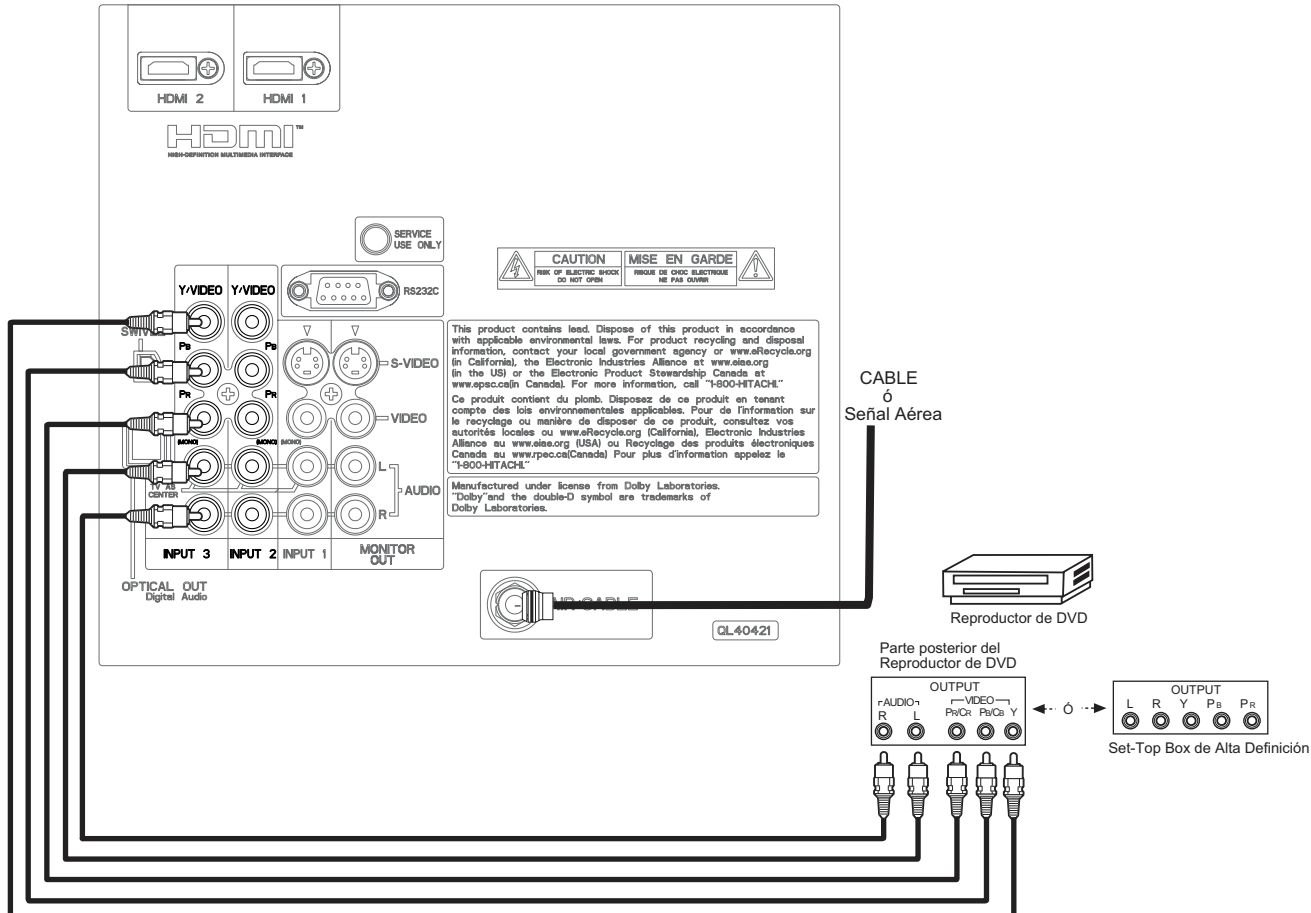 HDMI 2
HDMI 1
HDMI™
HIGH-DEFINITION MULTIMEDIA INTERFACE
SERVICE
USE ONLY
CAUTION
RISK OF ELECTRIC SHOCK
DO NOT OPEN
MISE EN GARDE
RISQUE DE CHOC ELECTRIQUE
NE PAS OUVRIR
Y/VIDEO
Y/VIDEO
RS232C
PB
PB
S-VIDEO
PR
PR
VIDEO
(MONO)
(MONO)
(MONO)
TV AS
CENTER
L
AUDIO
R
INPUT 3
INPUT 2
INPUT 1
MONITOR
OUT
OPTICAL OUT
Digital Audio
This product contains lead. Dispose of this product in accordance
with applicable environmental laws. For product recycling and disposal
information, contact your local government agency or www.eRecycle.org
(in California), the Electronic Industries Alliance at www.eiae.org
(in the US) or the Electronic Product Stewardship Canada at
www.epsc.ca(in Canada). For more information, call "1-800-HITACHI."
Ce produit contient du plomb. Disposez de ce produit en tenant
compte des lois environnementales applicables. Pour de l'information sur
le recyclage ou manière de disposer de ce produit, consultez vos
autorités locales ou www.eRecycle.org (California), Electronic Industries
Alliance au www.eiae.org (USA) ou Recyclage des produits électroniques
Canada au www.rpec.ca(Canada) Pour plus d'information appelez le
"1-800-HITACHI."
Manufactured under license from Dolby Laboratories.
"Dolby"and the double-D symbol are trademarks of
Dolby Laboratories.
CABLE
ó
Señal Aérea
QL40421
Reproductor de DVD
Parte posterior del
Reproductor de DVD
OUTPUT
AUDIO
VIDEO
R L PR/CR PB/CB Y
Ó
OUTPUT
L R Y PB PR
Set-Top Box de Alta Definición